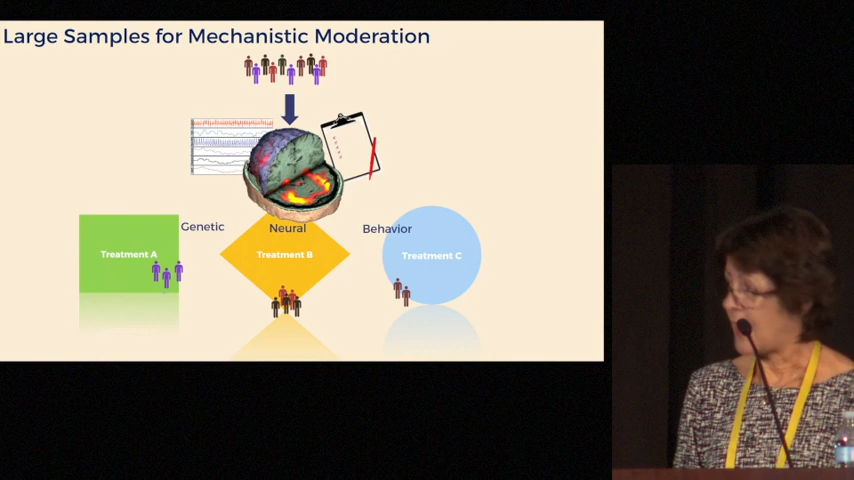 Large Samples for Mechanistic Moderation
Genetic
Neural
Behavior
Treatment A
Treatment B
Treatment C